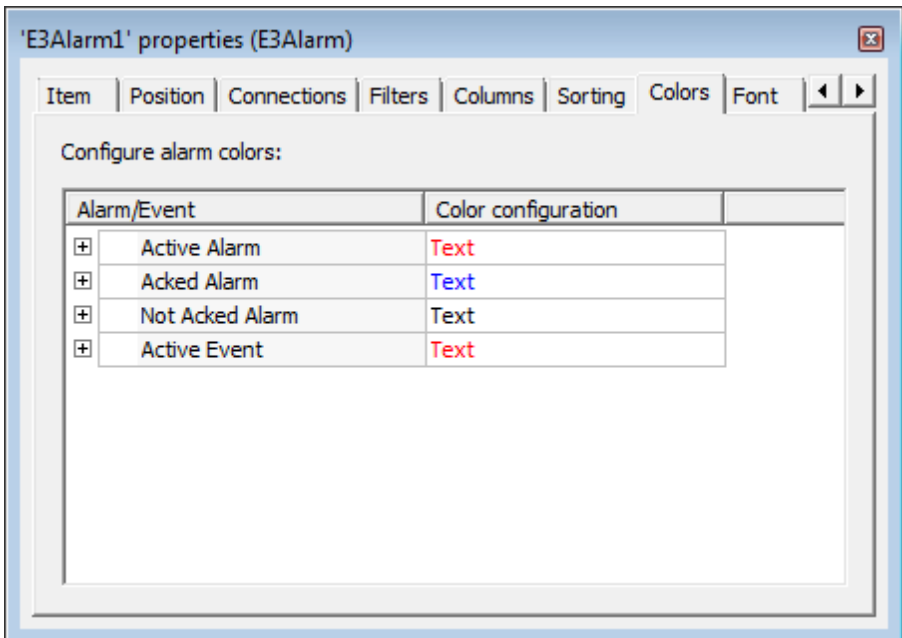 'E3Alarm1' properties (E3Alarm)
Item Position Connections Filters Columns Sorting Colors Font
Configure alarm colors:
Alarm/Event Color configuration
Active Alarm Text
Acked Alarm Text
Not Acked Alarm Text
Active Event Text